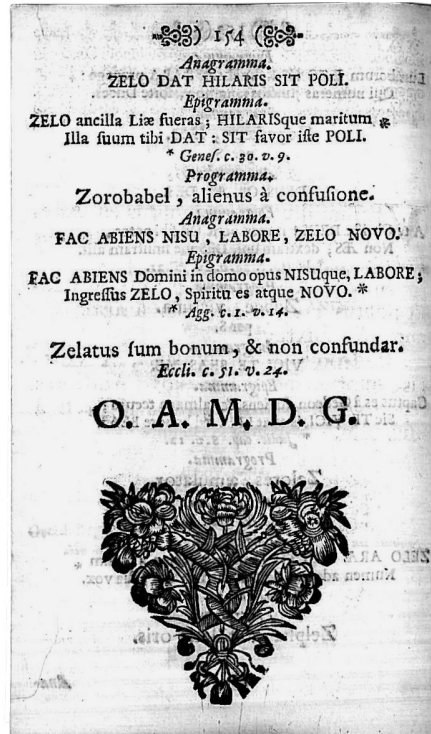 ) 154 (
Anagramma.
ZELO DAT HILARIS SIT POLI.
Epigramma.
ZELO ancilla Liæ fueras ; HILARISque maritum *
Illa ſuum tibi DAT : SIT favor iſte POLI.
* Geneſ. c. 30. v. 9.
Programma.
Zorobabel , alienus à confuſione.
Anagramma.
FAC ABIENS NISU , LABORE, ZELO NOVO.
Epigramma.
FAC ABIENS Domini in domo opus NISUque, LABORE ;
Ingreſſus ZELO, Spiritu es atque NOVO. *
* Agg. c. 1. v. 14.
Zelatus ſum bonum, & non confundar.
Eccli. c. 51. v. 24.
O. A. M. D. G.